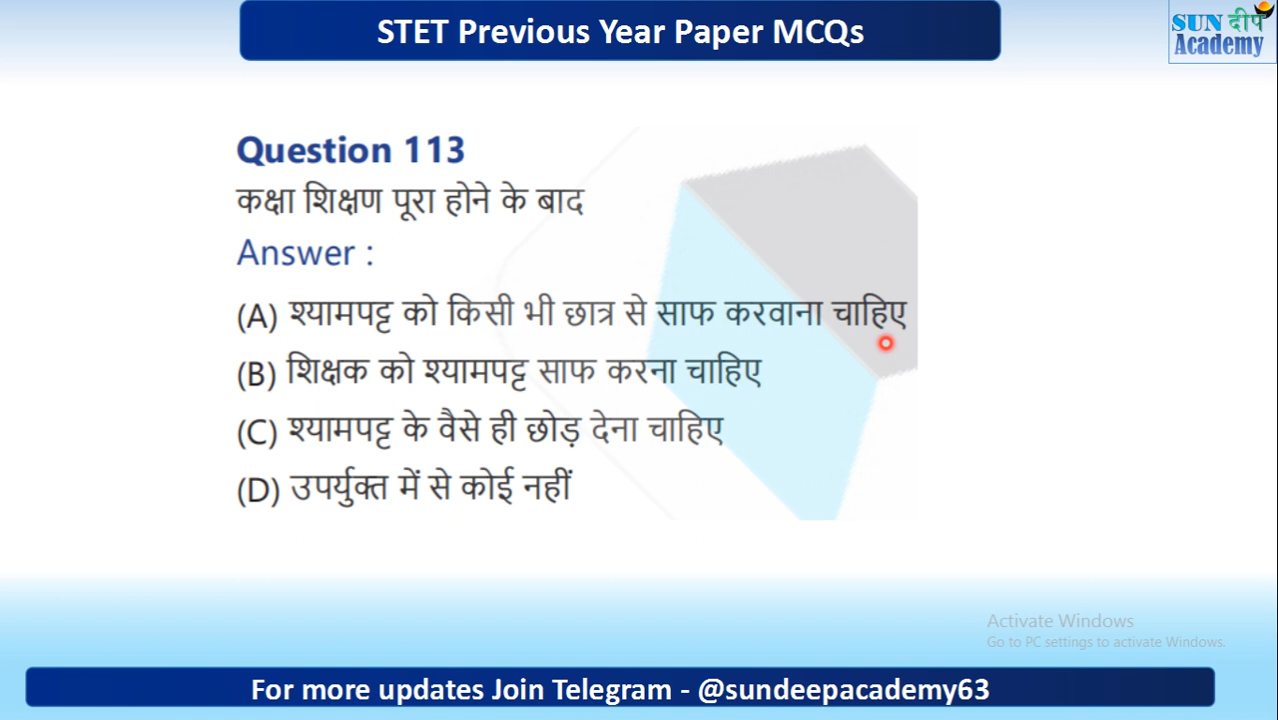 STET Previous Year Paper MCQs
SUN दीप
Academy
Question 113
कक्षा शिक्षण पूरा होने के बाद
Answer :
(A) श्यामपट्ट को किसी भी छात्र से साफ करवाना चाहिए
(B) शिक्षक को श्यामपट्ट साफ करना चाहिए
(C) श्यामपट्ट के वैसे ही छोड़ देना चाहिए
(D) उपर्युक्त में से कोई नहीं
Activate Windows
Go to PC settings to activate Windows.
For more updates Join Telegram - @sundeepacademy63